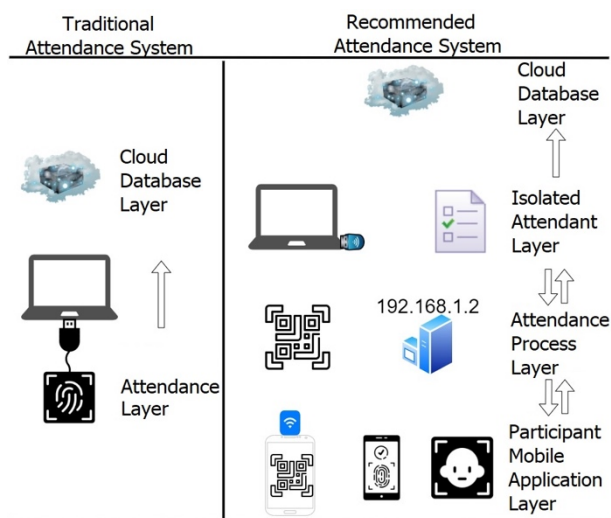 Traditional
Attendance System
Recommended
Attendance System
Cloud
Database
Layer
Attendance
Layer
Cloud
Database
Layer
Isolated
Attendant
Layer
192.168.1.2
Attendance
Process
Layer
Participant
Mobile
Application
Layer